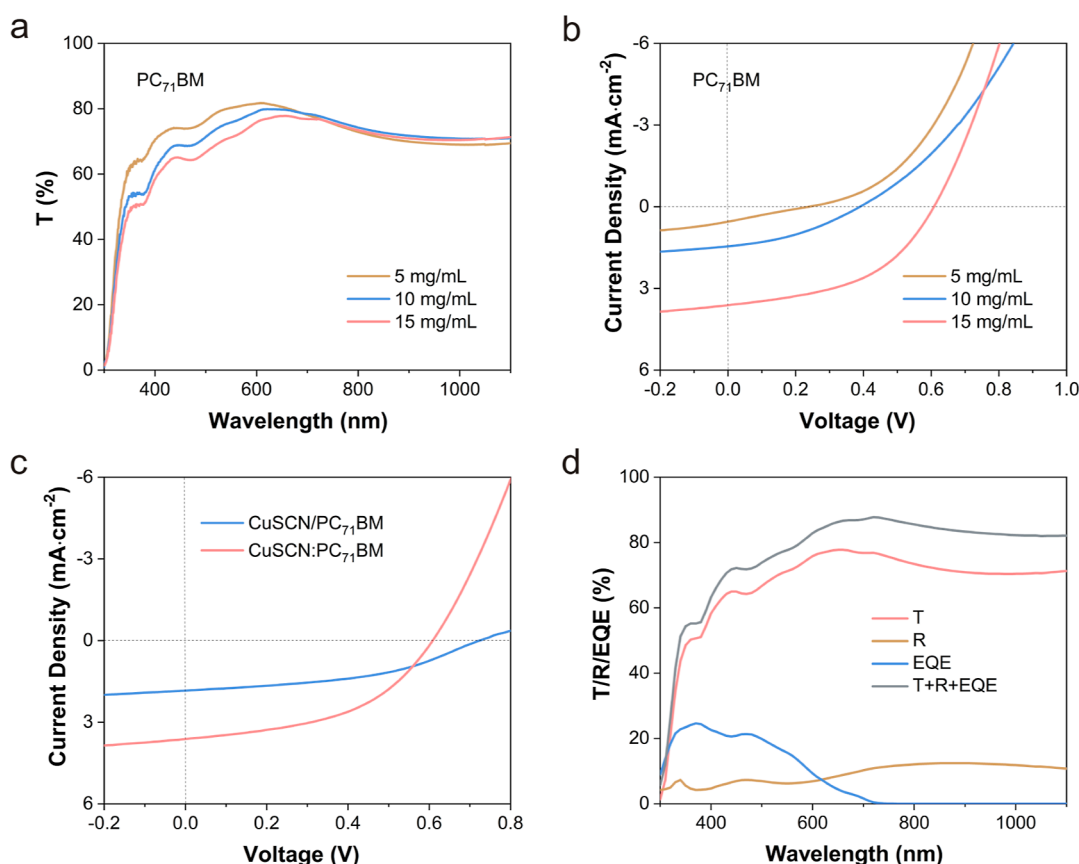 a
100
80
60
40
20
0
T (%)
PC₇₁BM
5 mg/mL
10 mg/mL
15 mg/mL
400 600 800 1000
Wavelength (nm)
b
-6
-3
0
3
6
Current Density (mA·cm⁻²)
PC₇₁BM
5 mg/mL
10 mg/mL
15 mg/mL
-0.2 0.0 0.2 0.4 0.6 0.8 1.0
Voltage (V)
c
-6
-3
0
3
6
Current Density (mA·cm⁻²)
CuSCN/PC₇₁BM
CuSCN:PC₇₁BM
-0.2 0.0 0.2 0.4 0.6 0.8
Voltage (V)
d
100
80
60
40
20
0
T/R/EQE (%)
T
R
EQE
T+R+EQE
400 600 800 1000
Wavelength (nm)